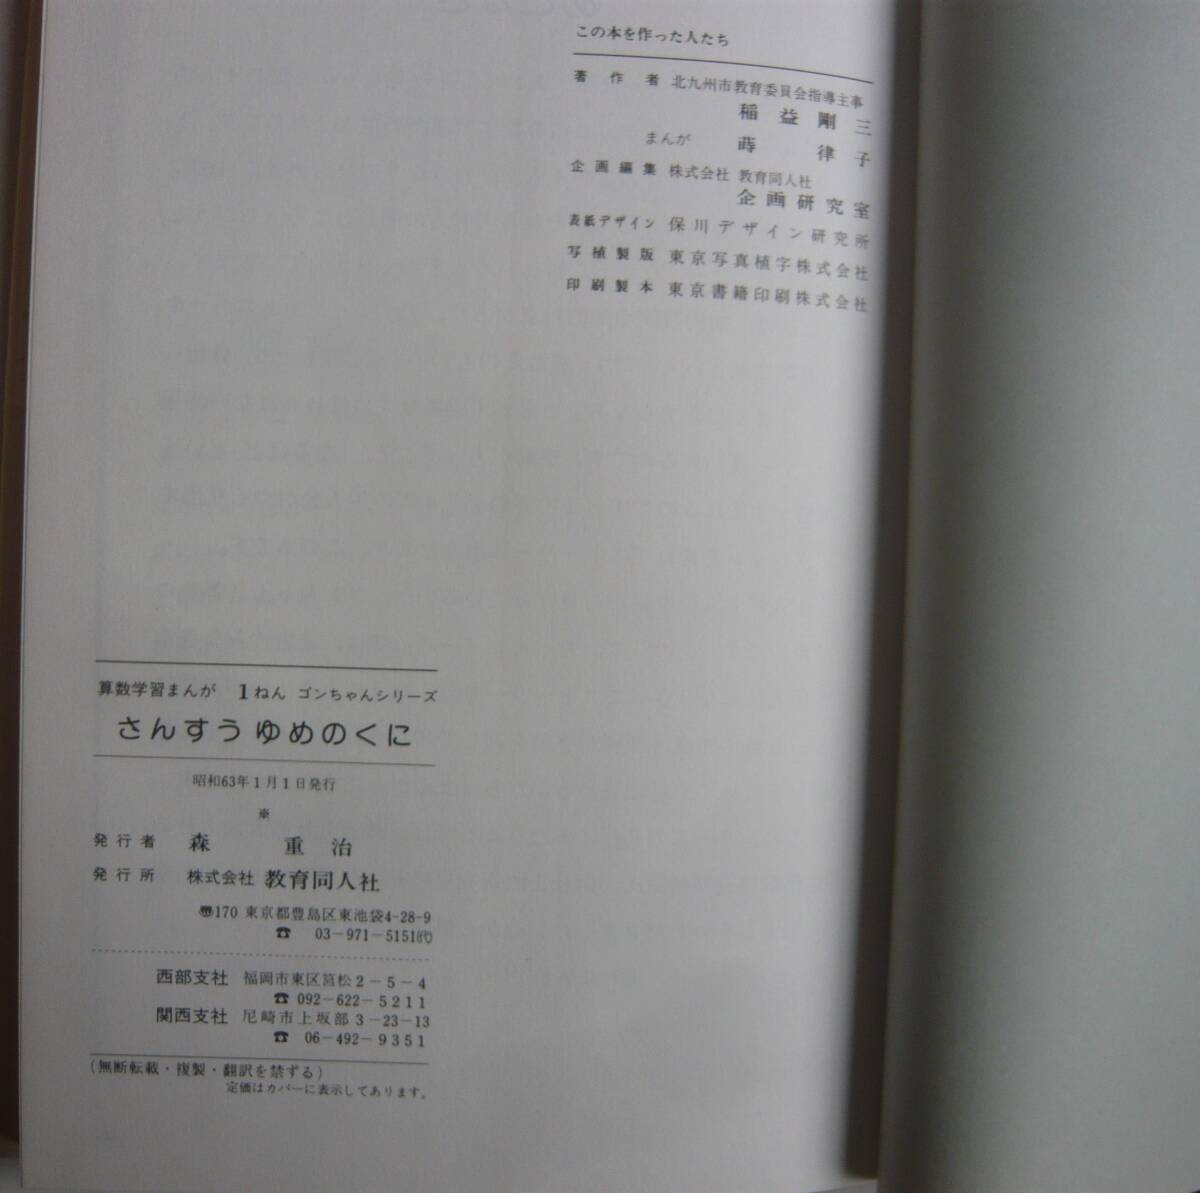 この本を作った人たち
著作者 北九州市教育委員会指導主事
稲益剛三
まんが 蒔律子
企画編集 株式会社 教育同人社
企画研究室
表紙デザイン 保川デザイン研究所
写植製版 東京写真植字株式会社
印刷製本 東京書籍印刷株式会社
算数学習まんが 1ねん ゴンちゃんシリーズ
さんすう ゆめのくに
昭和63年1月1日発行
※
発行者 森重治
発行所 株式会社 教育同人社
〠170 東京都豊島区東池袋4-28-9
☎ 03-971-5151㈹
西部支社 福岡市東区筥松2-5-4
☎ 092-622-5211
関西支社 尼崎市上坂部3-23-13
☎ 06-492-9351
(無断転載・複製・翻訳を禁ずる)
定価はカバーに表示してあります。